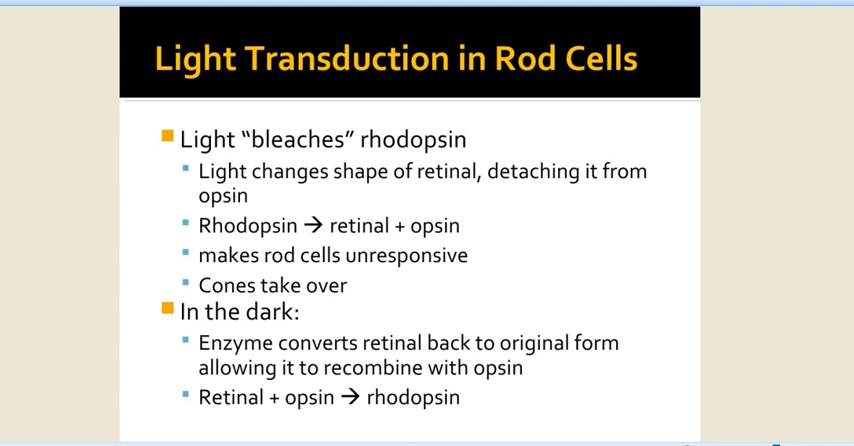 Light Transduction in Rod Cells
Light “bleaches” rhodopsin
Light changes shape of retinal, detaching it from
opsin
Rhodopsin → retinal + opsin
makes rod cells unresponsive
Cones take over
In the dark:
Enzyme converts retinal back to original form
allowing it to recombine with opsin
Retinal + opsin → rhodopsin